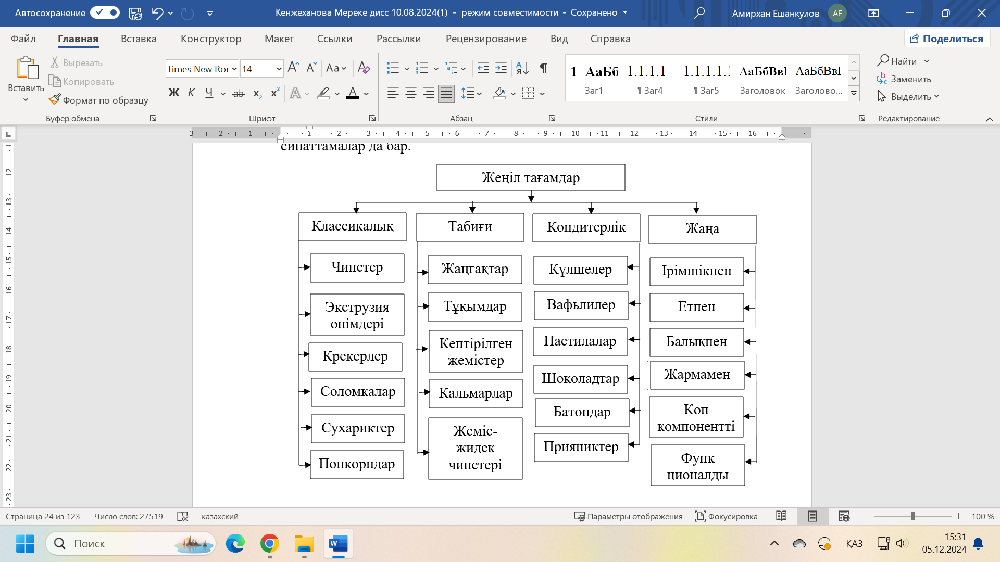 Автосохранение
Кенжеханова Мереке дисс 10.08.2024(1) - режим совместимости - Сохранено
Амирхан Ешанкулов
АЕ
Файл
Главная
Вставка
Конструктор
Макет
Ссылки
Рассылки
Рецензирование
Вид
Справка
Поделиться
Вставить
Вырезать
Копировать
Формат по образцу
Буфер обмена
Times New Ror
14
Шрифт
Абзац
1 АаБб
1.1.1.1
1.1.1.1.1
АаБбВвІ
АаБбВвГ
Заг1
¶ Заг4
¶ Заг5
Заголовок
Заголово...
Стили
Найти
Заменить
Выделить
Редактирование
3 2 1 1 2 3 4 5 6 7 8 9 10 11 12 13 14 15 16
1
12
13
14
15
16
17
18
19
20
21
22
23
сипаттамалар да бар.
Жеңіл тағамдар
Классикалық
Чипстер
Экструзия
өнімдері
Крекерлер
Соломкалар
Сухариктер
Попкорндар
Табиғи
Жаңғақтар
Тұқымдар
Кептірілген
жемістер
Кальмарлар
Жеміс-
жидек
чипстері
Кондитерлік
Күлшелер
Вафьлилер
Пастилалар
Шоколадтар
Батондар
Прияниктер
Жаңа
Ірімшікпен
Етпен
Балықпен
Жармамен
Көп
компонентті
Функ
ционалды
Страница 24 из 123
Число слов: 27519
казахский
Параметры отображения
Фокусировка
100 %
Поиск
ҚАЗ
15:31
05.12.2024